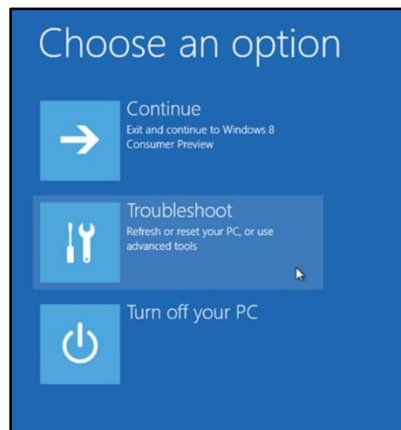 Choose an option
Continue
Exit and continue to Windows 8
Consumer Preview
Troubleshoot
Refresh or reset your PC, or use
advanced tools
Turn off your PC